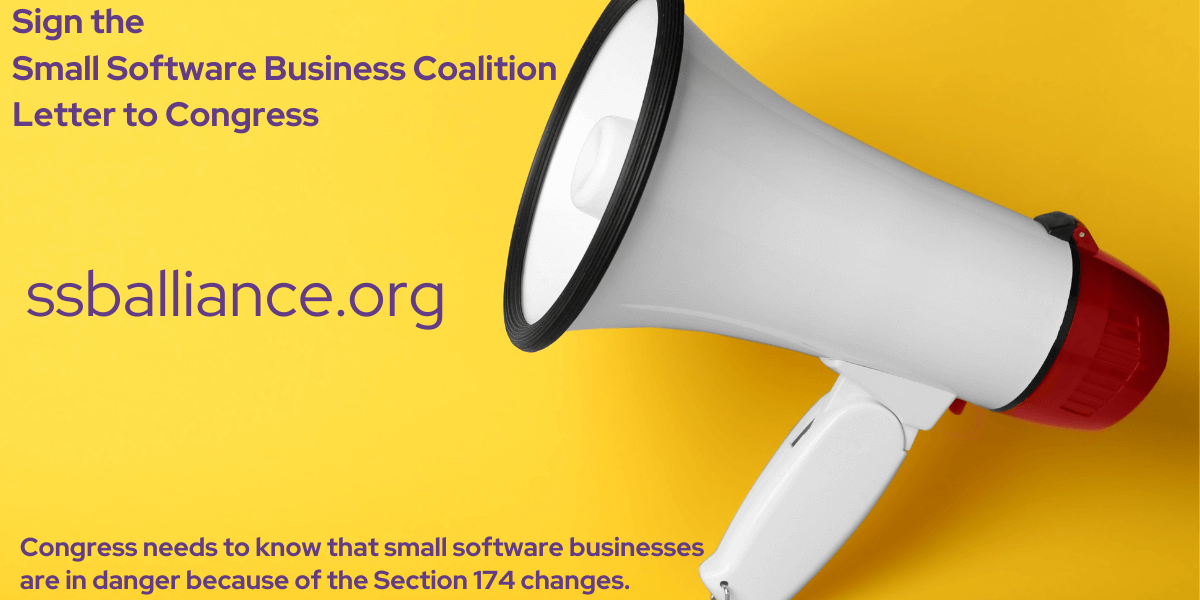 Sign the
Small Software Business Coalition
Letter to Congress
ssballiance.org
Congress needs to know that small software businesses
are in danger because of the Section 174 changes.